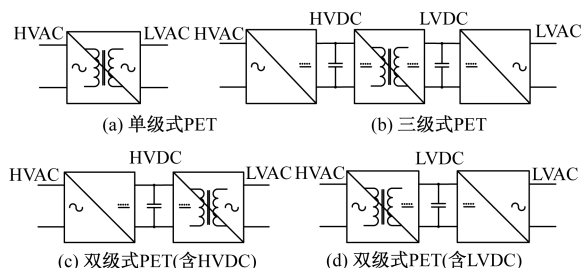 HVAC LVAC HVAC HVDC LVDC LVAC
(a) 单级式PET (b) 三级式PET
HVAC HVDC LVAC HVAC LVDC LVAC
(c) 双级式PET(含HVDC) (d) 双级式PET(含LVDC)